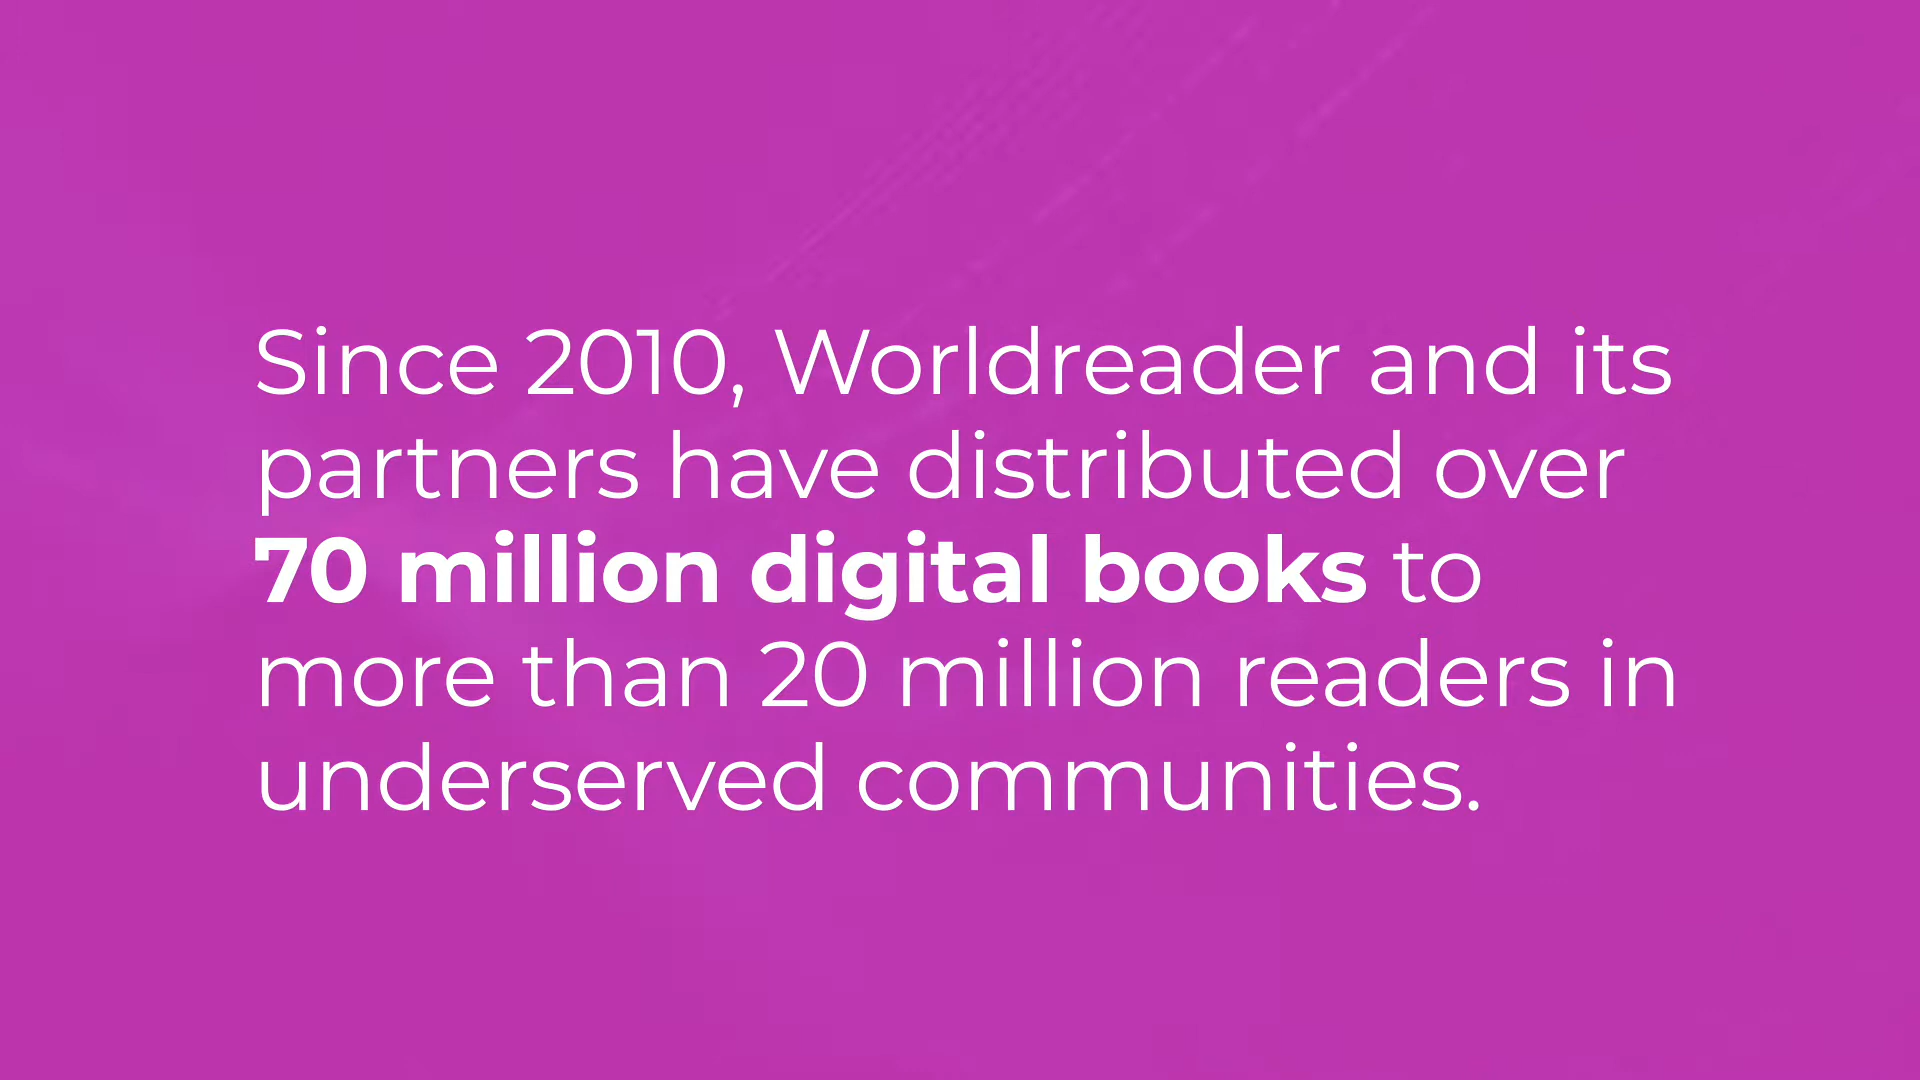 Since 2010, Worldreader and its
partners have distributed over
70 million digital books to
more than 20 million readers in
underserved communities.